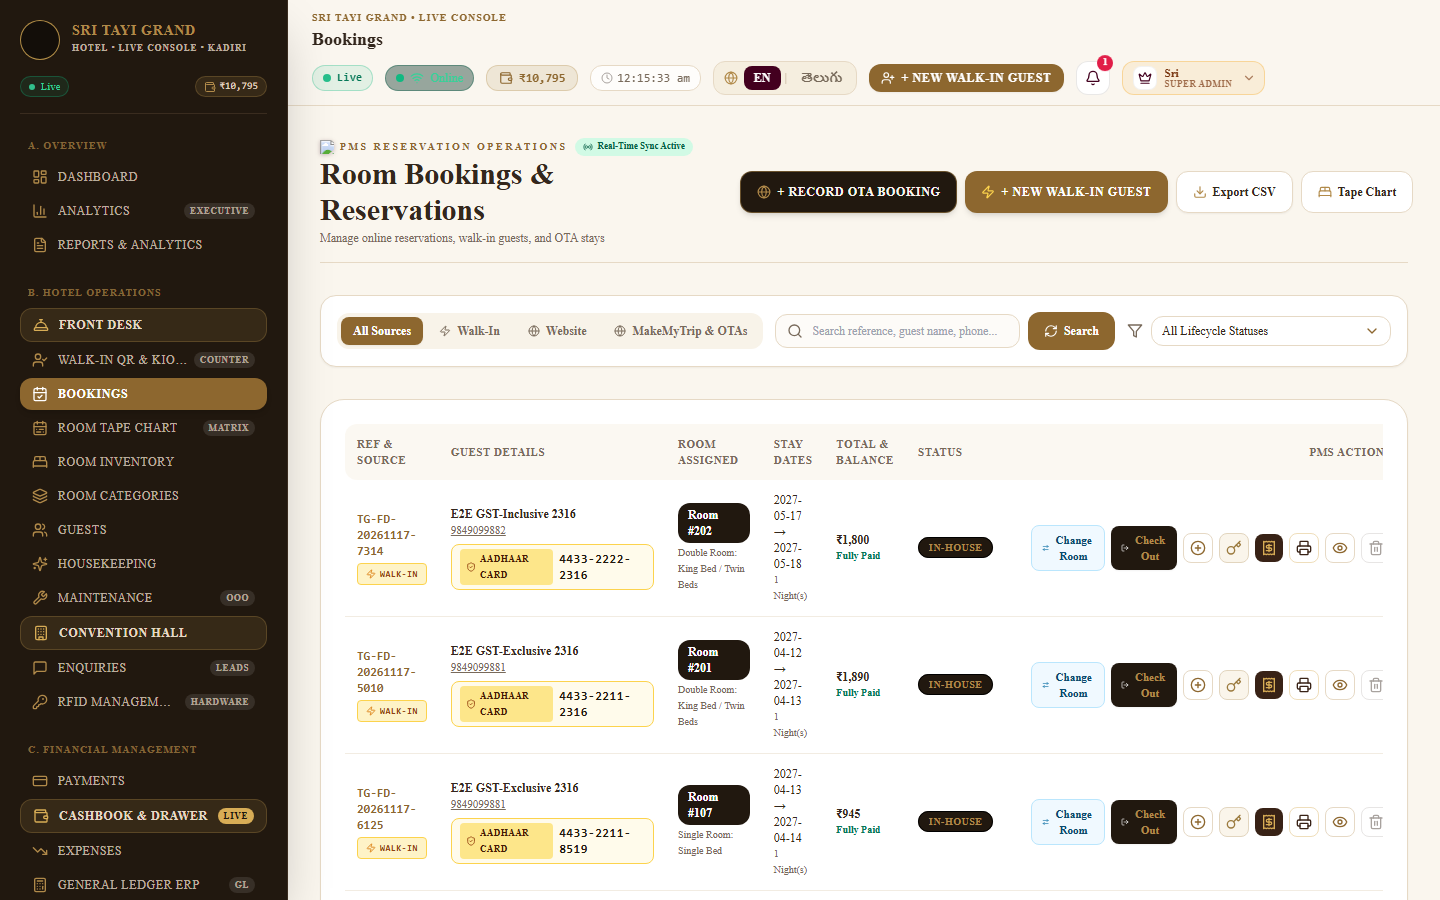 SRI TAYI GRAND
HOTEL • LIVE CONSOLE • KADIRI
Live
₹10,795
A. OVERVIEW
DASHBOARD
ANALYTICS
EXECUTIVE
REPORTS & ANALYTICS
B. HOTEL OPERATIONS
FRONT DESK
WALK-IN QR & KIO...
COUNTER
BOOKINGS
ROOM TAPE CHART
MATRIX
ROOM INVENTORY
ROOM CATEGORIES
GUESTS
HOUSEKEEPING
MAINTENANCE
OOO
CONVENTION HALL
ENQUIRIES
LEADS
RFID MANAGEM...
HARDWARE
C. FINANCIAL MANAGEMENT
PAYMENTS
CASHBOOK & DRAWER
LIVE
EXPENSES
GENERAL LEDGER ERP
GL
SRI TAYI GRAND • LIVE CONSOLE
Bookings
Live
₹10,795
12:15:33 am
EN
తెలుగు
+ NEW WALK-IN GUEST
1
Sri
SUPER ADMIN
PMS RESERVATION OPERATIONS
Real-Time Sync Active
Room Bookings &
Reservations
Manage online reservations, walk-in guests, and OTA stays
+ RECORD OTA BOOKING
+ NEW WALK-IN GUEST
Export CSV
Tape Chart
All Sources
Walk-In
Website
MakeMyTrip & OTAs
Search reference, guest name, phone...
Search
All Lifecycle Statuses
REF &
SOURCE
GUEST DETAILS
ROOM
ASSIGNED
STAY
DATES
TOTAL &
BALANCE
STATUS
PMS ACTION
TG-FD-
20261117-
7314
WALK-IN
E2E GST-Inclusive 2316
9849099882
AADHAAR
CARD
4433-2222-
2316
Room
#202
Double Room:
King Bed / Twin
Beds
2027-
05-17
→
2027-
05-18
1
Night(s)
₹1,800
Fully Paid
IN-HOUSE
Change
Room
Check
Out
TG-FD-
20261117-
5010
WALK-IN
E2E GST-Exclusive 2316
9849099881
AADHAAR
CARD
4433-2211-
2316
Room
#201
Double Room:
King Bed / Twin
Beds
2027-
04-12
→
2027-
04-13
1
Night(s)
₹1,890
Fully Paid
IN-HOUSE
Change
Room
Check
Out
TG-FD-
20261117-
6125
WALK-IN
E2E GST-Exclusive 2316
9849099881
AADHAAR
CARD
4433-2211-
8519
Room
#107
Single Room:
Single Bed
2027-
04-13
→
2027-
04-14
1
Night(s)
₹945
Fully Paid
IN-HOUSE
Change
Room
Check
Out